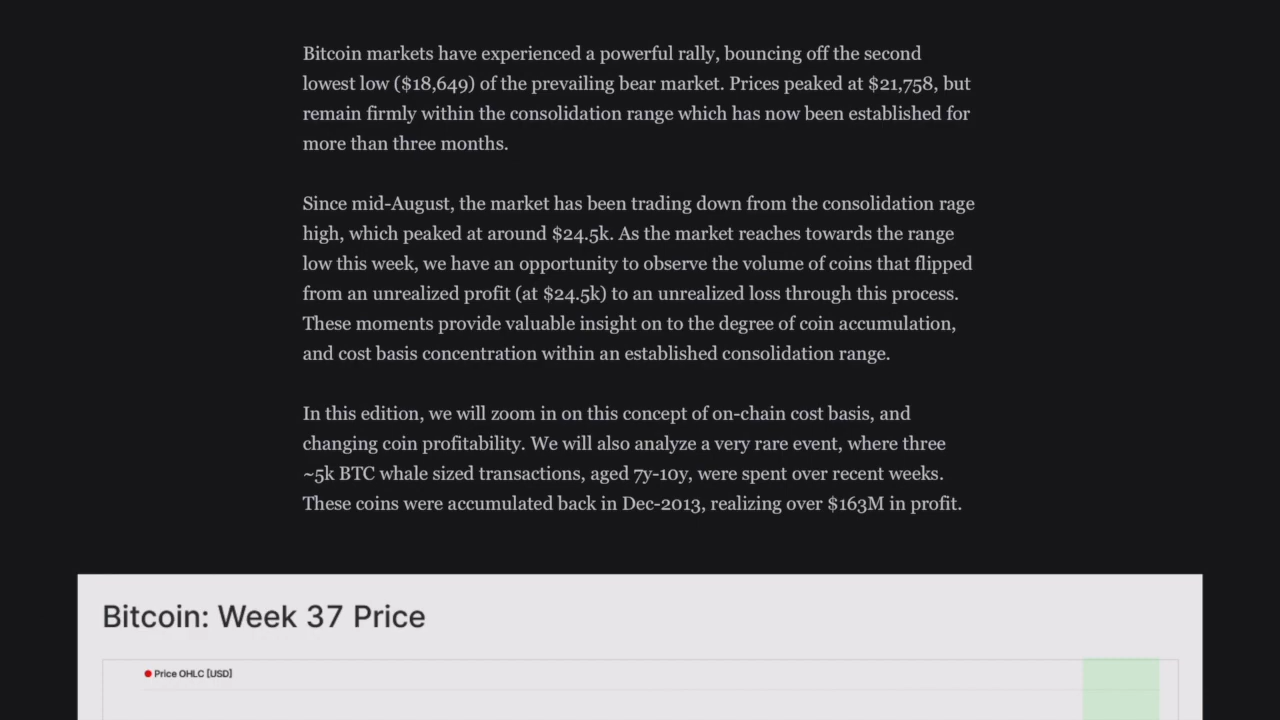 Bitcoin markets have experienced a powerful rally, bouncing off the second
lowest low ($18,649) of the prevailing bear market. Prices peaked at $21,758, but
remain firmly within the consolidation range which has now been established for
more than three months.
Since mid-August, the market has been trading down from the consolidation rage
high, which peaked at around $24.5k. As the market reaches towards the range
low this week, we have an opportunity to observe the volume of coins that flipped
from an unrealized profit (at $24.5k) to an unrealized loss through this process.
These moments provide valuable insight on to the degree of coin accumulation,
and cost basis concentration within an established consolidation range.
In this edition, we will zoom in on this concept of on-chain cost basis, and
changing coin profitability. We will also analyze a very rare event, where three
~5k BTC whale sized transactions, aged 7y-10y, were spent over recent weeks.
These coins were accumulated back in Dec-2013, realizing over $163M in profit.
Bitcoin: Week 37 Price
Price OHLC [USD]